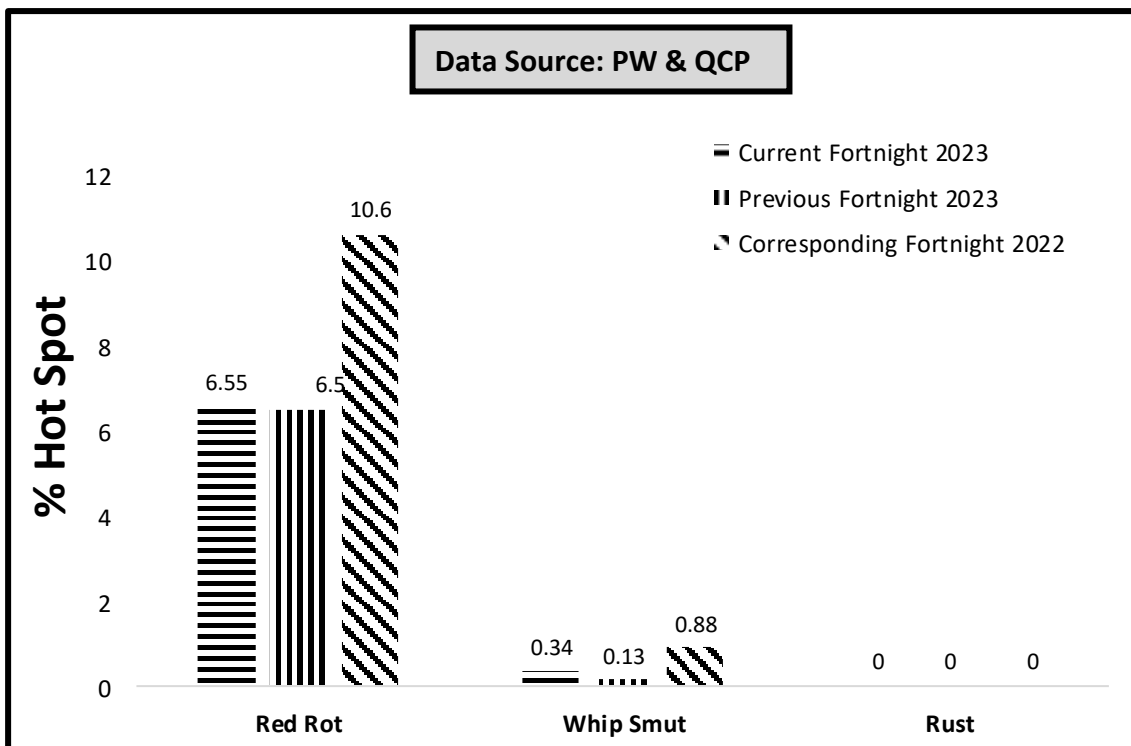 Data Source: PW & QCP
Current Fortnight 2023
Previous Fortnight 2023
Corresponding Fortnight 2022
% Hot Spot
12
10
8
6
4
2
0
6.55
6.5
10.6
0.34
0.13
0.88
0
0
0
Red Rot
Whip Smut
Rust